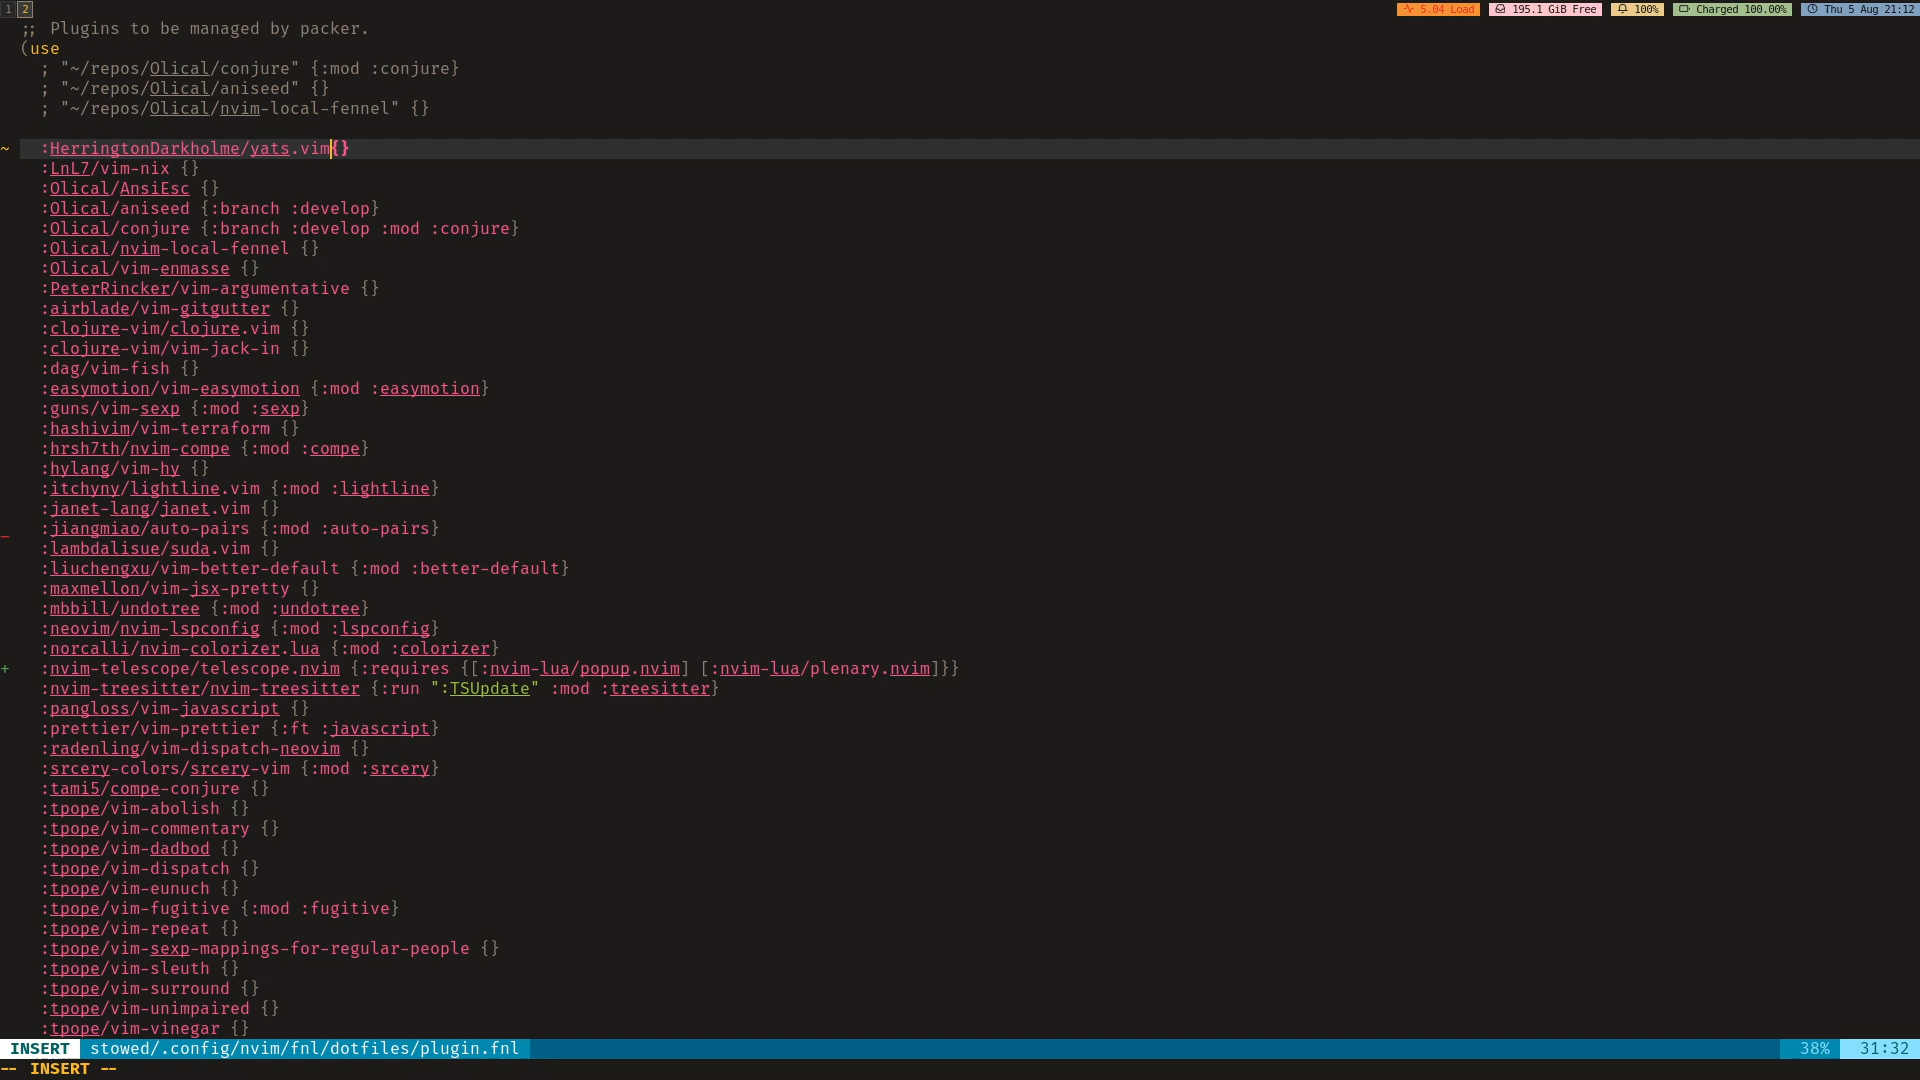 1 2 5.04 Load 195.1 GiB Free 100% Charged 100.00% Thu 5 Aug 21:12
;; Plugins to be managed by packer.
(use
; "~/repos/Olical/conjure" {:mod :conjure}
; "~/repos/Olical/aniseed" {}
; "~/repos/Olical/nvim-local-fennel" {}
~ :HerringtonDarkholme/yats.vim{}
:LnL7/vim-nix {}
:Olical/AnsiEsc {}
:Olical/aniseed {:branch :develop}
:Olical/conjure {:branch :develop :mod :conjure}
:Olical/nvim-local-fennel {}
:Olical/vim-enmasse {}
:PeterRincker/vim-argumentative {}
:airblade/vim-gitgutter {}
:clojure-vim/clojure.vim {}
:clojure-vim/vim-jack-in {}
:dag/vim-fish {}
:easymotion/vim-easymotion {:mod :easymotion}
:guns/vim-sexp {:mod :sexp}
:hashivim/vim-terraform {}
:hrsh7th/nvim-compe {:mod :compe}
:hylang/vim-hy {}
:itchyny/lightline.vim {:mod :lightline}
:janet-lang/janet.vim {}
_ :jiangmiao/auto-pairs {:mod :auto-pairs}
:lambdalisue/suda.vim {}
:liuchengxu/vim-better-default {:mod :better-default}
:maxmellon/vim-jsx-pretty {}
:mbbill/undotree {:mod :undotree}
:neovim/nvim-lspconfig {:mod :lspconfig}
:norcalli/nvim-colorizer.lua {:mod :colorizer}
+ :nvim-telescope/telescope.nvim {:requires {[:nvim-lua/popup.nvim] [:nvim-lua/plenary.nvim]}}
:nvim-treesitter/nvim-treesitter {:run ":TSUpdate" :mod :treesitter}
:pangloss/vim-javascript {}
:prettier/vim-prettier {:ft :javascript}
:radenling/vim-dispatch-neovim {}
:srcery-colors/srcery-vim {:mod :srcery}
:tami5/compe-conjure {}
:tpope/vim-abolish {}
:tpope/vim-commentary {}
:tpope/vim-dadbod {}
:tpope/vim-dispatch {}
:tpope/vim-eunuch {}
:tpope/vim-fugitive {:mod :fugitive}
:tpope/vim-repeat {}
:tpope/vim-sexp-mappings-for-regular-people {}
:tpope/vim-sleuth {}
:tpope/vim-surround {}
:tpope/vim-unimpaired {}
:tpope/vim-vinegar {}
INSERT stowed/.config/nvim/fnl/dotfiles/plugin.fnl 38% 31:32
-- INSERT --